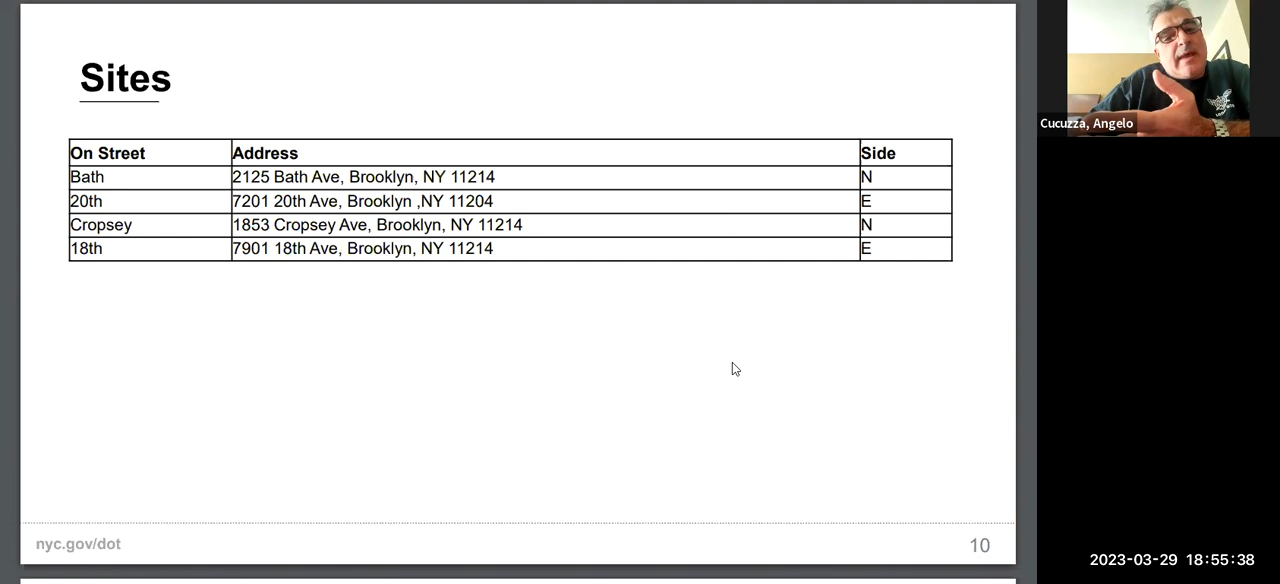 Sites
On Street Address Side
Bath 2125 Bath Ave, Brooklyn, NY 11214 N
20th 7201 20th Ave, Brooklyn ,NY 11204 E
Cropsey 1853 Cropsey Ave, Brooklyn, NY 11214 N
18th 7901 18th Ave, Brooklyn, NY 11214 E
nyc.gov/dot 10
Cucuzza, Angelo
2023-03-29 18:55:38